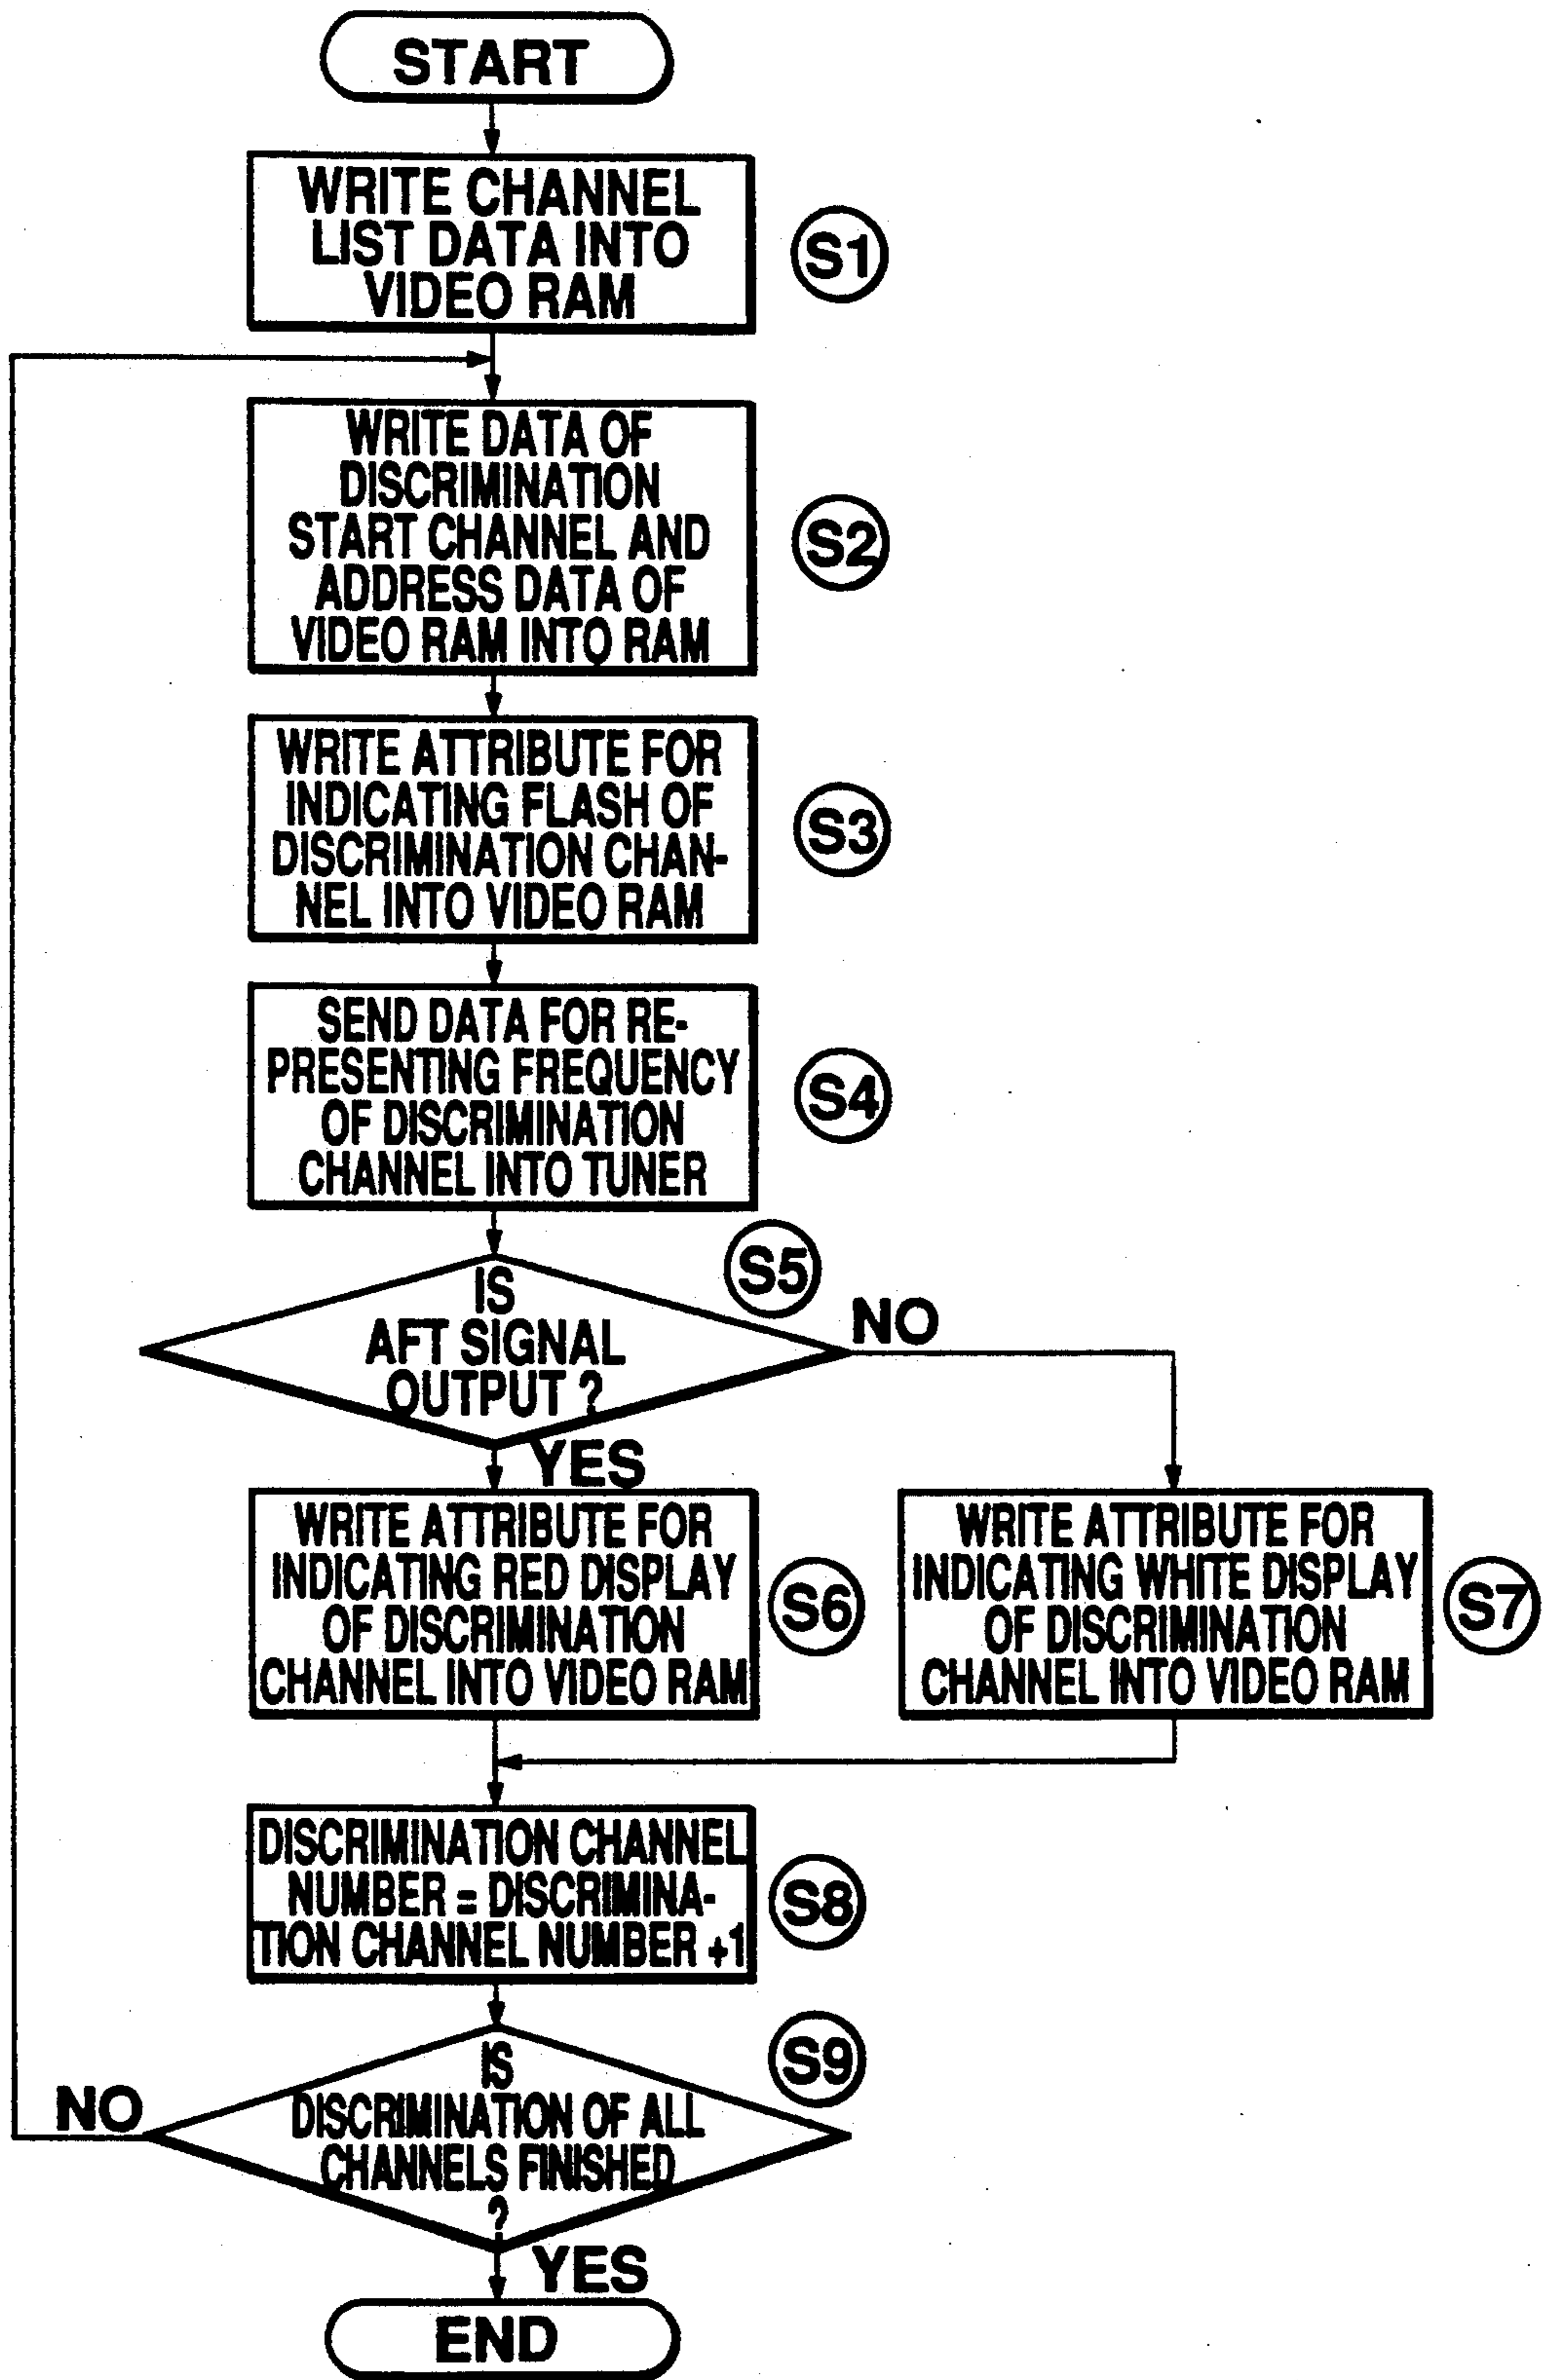 START
WRITE CHANNEL
LIST DATA INTO
VIDEO RAM
S1
WRITE DATA OF
DISCRIMINATION
START CHANNEL AND
ADDRESS DATA OF
VIDEO RAM INTO RAM
S2
WRITE ATTRIBUTE FOR
INDICATING FLASH OF
DISCRIMINATION CHAN-
NEL INTO VIDEO RAM
S3
SEND DATA FOR RE-
PRESENTING FREQUENCY
OF DISCRIMINATION
CHANNEL INTO TUNER
S4
IS
AFT SIGNAL
OUTPUT ?
S5
NO
YES
WRITE ATTRIBUTE FOR
INDICATING RED DISPLAY
OF DISCRIMINATION
CHANNEL INTO VIDEO RAM
S6
WRITE ATTRIBUTE FOR
INDICATING WHITE DISPLAY
OF DISCRIMINATION
CHANNEL INTO VIDEO RAM
S7
DISCRIMINATION CHANNEL
NUMBER = DISCRIMINA-
TION CHANNEL NUMBER +1
S8
IS
DISCRIMINATION OF ALL
CHANNELS FINISHED
?
S9
NO
YES
END